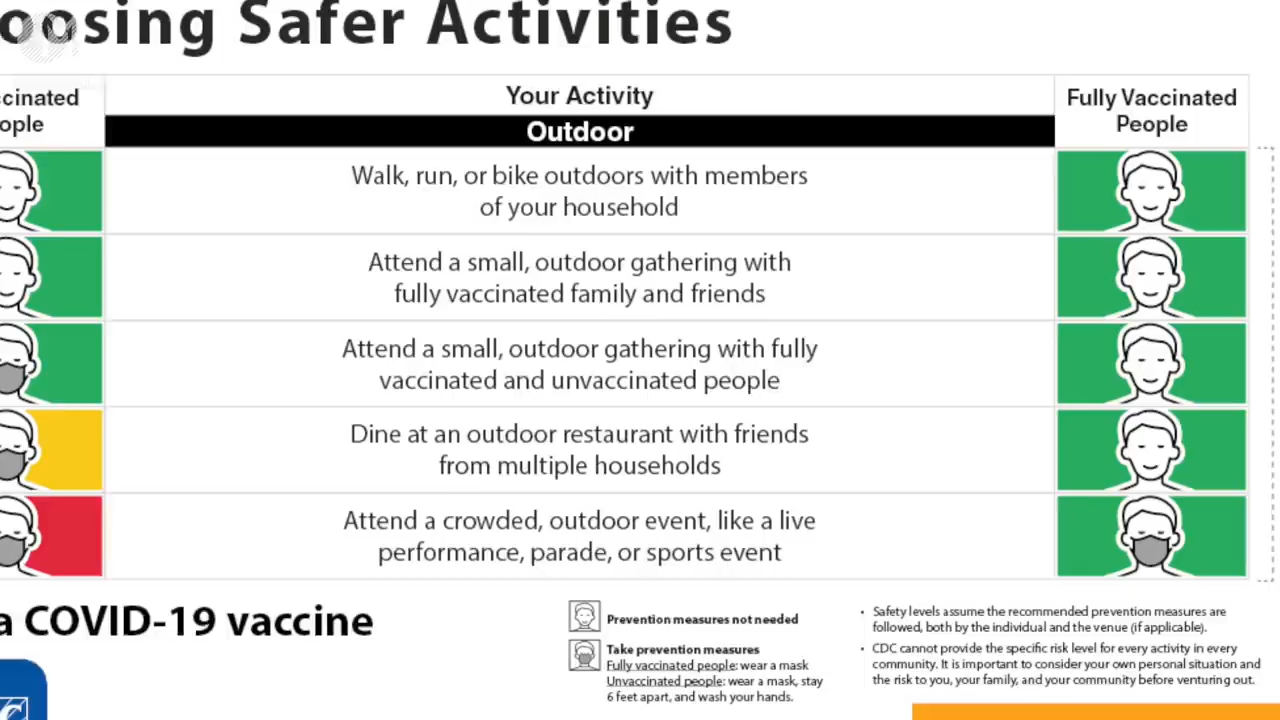 oosing Safer Activities
ccinated
ople
Your Activity
Fully Vaccinated
People
Outdoor
Walk, run, or bike outdoors with members
of your household
Attend a small, outdoor gathering with
fully vaccinated family and friends
Attend a small, outdoor gathering with fully
vaccinated and unvaccinated people
Dine at an outdoor restaurant with friends
from multiple households
Attend a crowded, outdoor event, like a live
performance, parade, or sports event
a COVID-19 vaccine
Prevention measures not needed
Take prevention measures
Fully vaccinated people: wear a mask
Unvaccinated people: wear a mask, stay
6 feet apart, and wash your hands.
• Safety levels assume the recommended prevention measures are
followed, both by the individual and the venue (if applicable).
• CDC cannot provide the specific risk level for every activity in every
community. It is important to consider your own personal situation and
the risk to you, your family, and your community before venturing out.